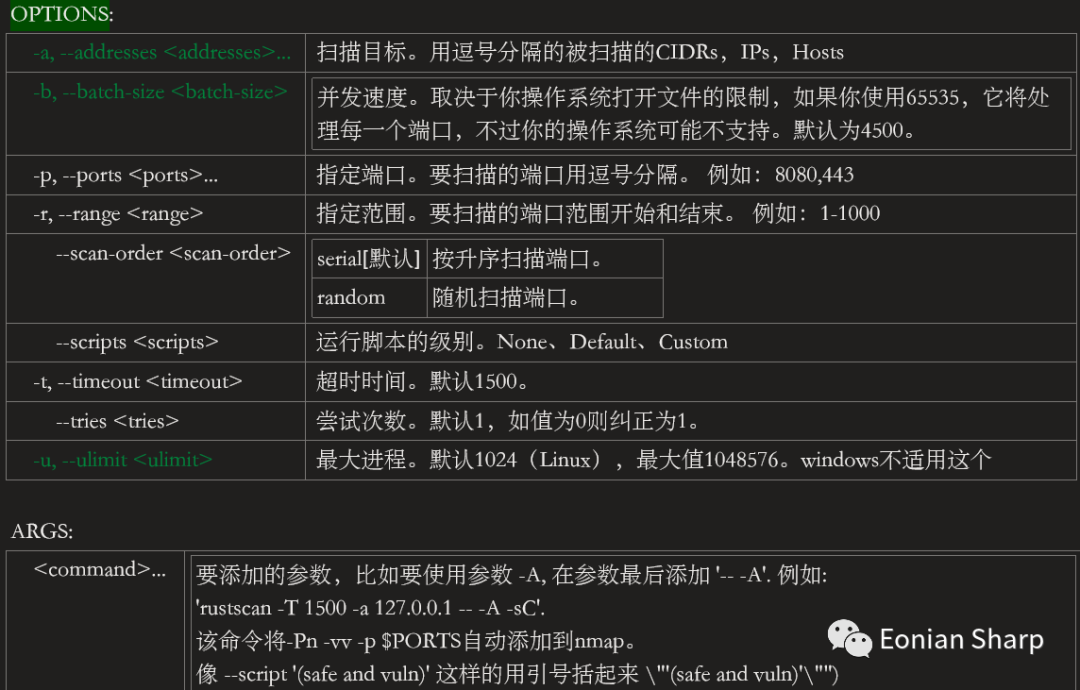 OPTIONS:
-a, --addresses <addresses>... 扫描目标。用逗号分隔的被扫描的CIDRs，IPs，Hosts
-b, --batch-size <batch-size> 并发速度。取决于你操作系统打开文件的限制，如果你使用65535，它将处
理每一个端口，不过你的操作系统可能不支持。默认为4500。
-p, --ports <ports>... 指定端口。要扫描的端口用逗号分隔。 例如：8080,443
-r, --range <range> 指定范围。要扫描的端口范围开始和结束。 例如：1-1000
--scan-order <scan-order> serial[默认] 按升序扫描端口。
random 随机扫描端口。
--scripts <scripts> 运行脚本的级别。None、Default、Custom
-t, --timeout <timeout> 超时时间。默认1500。
--tries <tries> 尝试次数。默认1，如值为0则纠正为1。
-u, --ulimit <ulimit> 最大进程。默认1024（Linux），最大值1048576。windows不适用这个
ARGS:
<command>... 要添加的参数，比如要使用参数 -A, 在参数最后添加 '-- -A'. 例如:
'rustscan -T 1500 -a 127.0.0.1 -- -A -sC'.
该命令将-Pn -vv -p $PORTS自动添加到nmap。
像 --script '(safe and vuln)' 这样的用引号括起来 \"'(safe and vuln)'\"")
Eonian Sharp